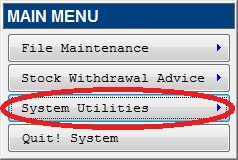 MAIN MENU
File Maintenance
Stock Withdrawal Advice
System Utilities
Quit! System